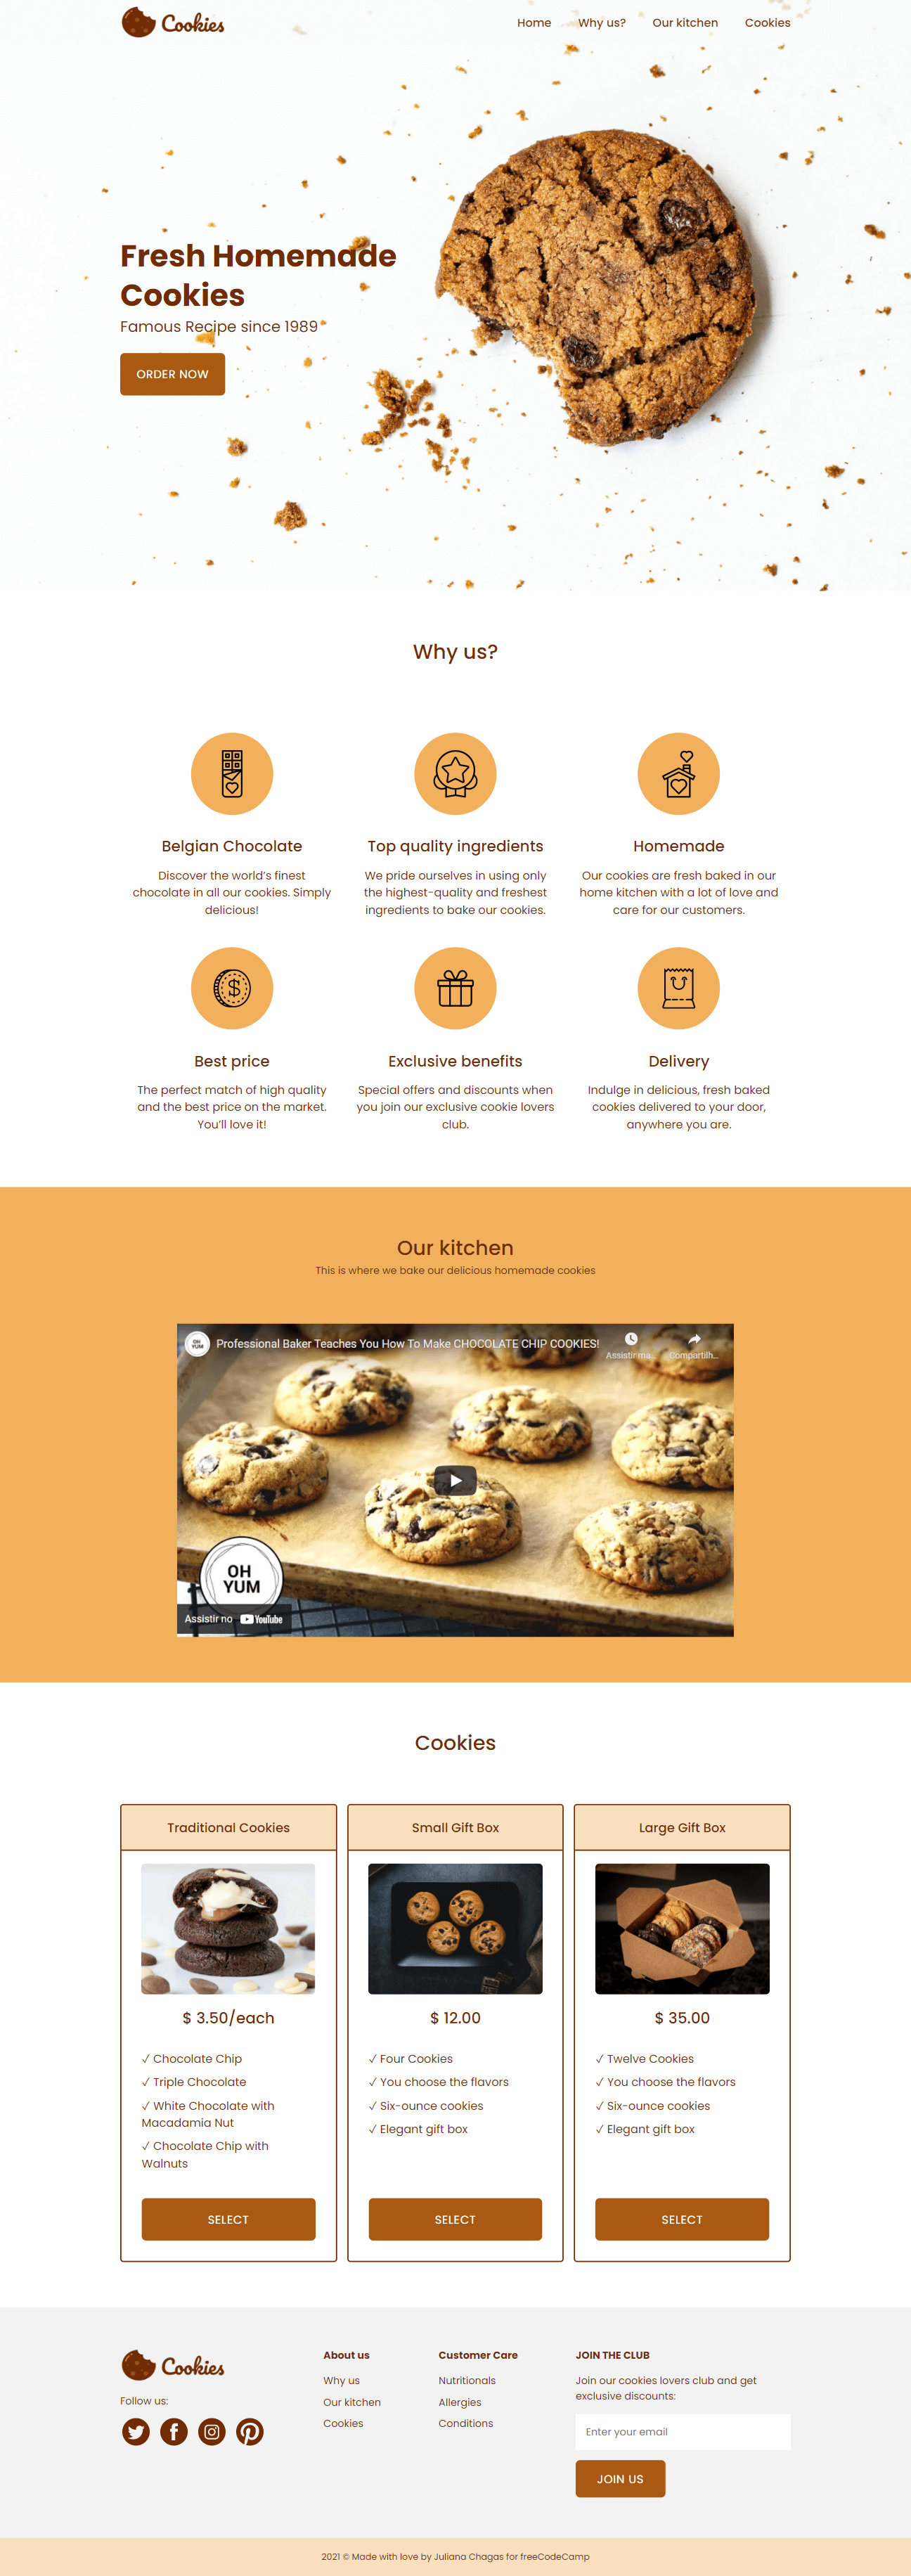 Cookies
Home
Why us?
Our kitchen
Cookies
Fresh Homemade
Cookies
Famous Recipe since 1989
ORDER NOW
Why us?
Belgian Chocolate
Discover the world's finest
chocolate in all our cookies. Simply
delicious!
Top quality ingredients
We pride ourselves in using only
the highest-quality and freshest
ingredients to bake our cookies.
Homemade
Our cookies are fresh baked in our
home kitchen with a lot of love and
care for our customers.
$
Best price
The perfect match of high quality
and the best price on the market.
You'll love it!
Exclusive benefits
Special offers and discounts when
you join our exclusive cookie lovers
club.
Delivery
Indulge in delicious, fresh baked
cookies delivered to your door,
anywhere you are.
Our kitchen
This is where we bake our delicious homemade cookies
OH
YUM
Professional Baker Teaches You How To Make CHOCOLATE CHIP COOKIES!
Assistir ma...
Compartilh...
OH
YUM
Assistir no YouTube
Cookies
Traditional Cookies
$ 3.50/each
✓ Chocolate Chip
✓ Triple Chocolate
✓ White Chocolate with
Macadamia Nut
✓ Chocolate Chip with
Walnuts
SELECT
Small Gift Box
$ 12.00
✓ Four Cookies
✓ You choose the flavors
✓ Six-ounce cookies
✓ Elegant gift box
SELECT
Large Gift Box
$ 35.00
✓ Twelve Cookies
✓ You choose the flavors
✓ Six-ounce cookies
✓ Elegant gift box
SELECT
Cookies
Follow us:
About us
Why us
Our kitchen
Cookies
Customer Care
Nutritionals
Allergies
Conditions
JOIN THE CLUB
Join our cookies lovers club and get
exclusive discounts:
Enter your email
JOIN US
2021 © Made with love by Juliana Chagas for freeCodeCamp